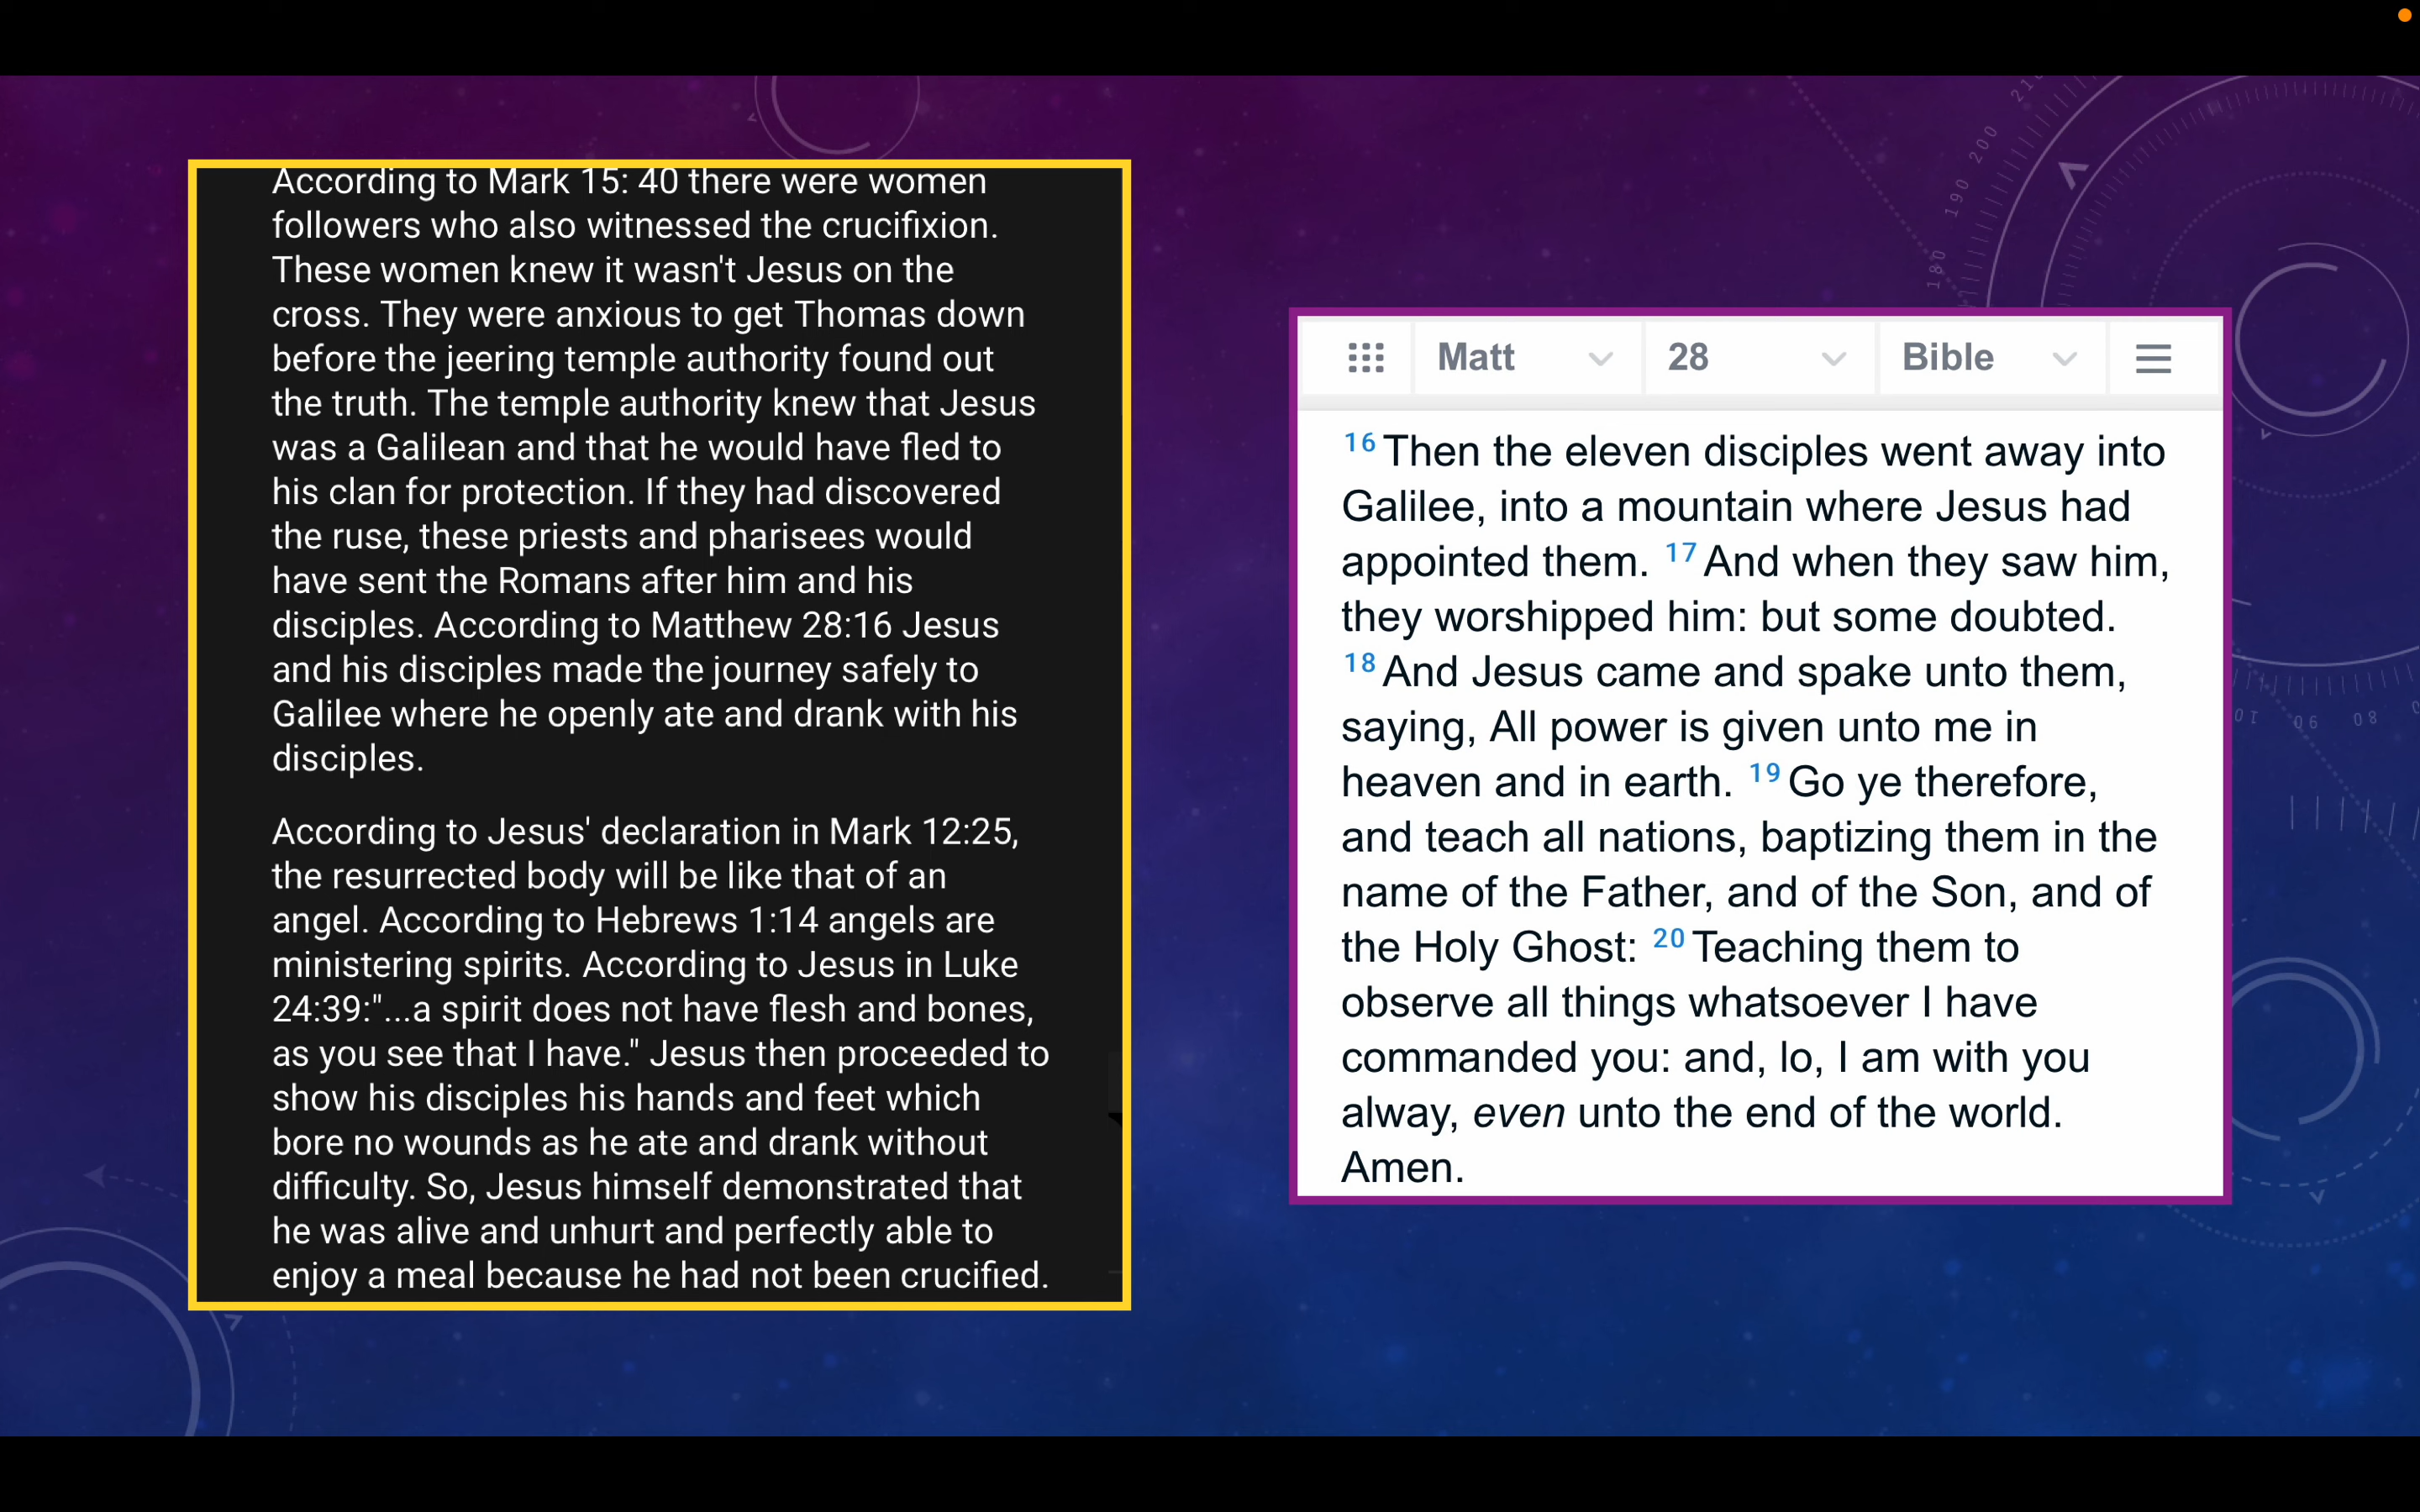 According to Mark 15: 40 there were women
followers who also witnessed the crucifixion.
These women knew it wasn't Jesus on the
cross. They were anxious to get Thomas down
before the jeering temple authority found out
the truth. The temple authority knew that Jesus
was a Galilean and that he would have fled to
his clan for protection. If they had discovered
the ruse, these priests and pharisees would
have sent the Romans after him and his
disciples. According to Matthew 28:16 Jesus
and his disciples made the journey safely to
Galilee where he openly ate and drank with his
disciples.
According to Jesus' declaration in Mark 12:25,
the resurrected body will be like that of an
angel. According to Hebrews 1:14 angels are
ministering spirits. According to Jesus in Luke
24:39:"...a spirit does not have flesh and bones,
as you see that I have." Jesus then proceeded to
show his disciples his hands and feet which
bore no wounds as he ate and drank without
difficulty. So, Jesus himself demonstrated that
he was alive and unhurt and perfectly able to
enjoy a meal because he had not been crucified.
Matt 28 Bible
16 Then the eleven disciples went away into
Galilee, into a mountain where Jesus had
appointed them. 17 And when they saw him,
they worshipped him: but some doubted.
18 And Jesus came and spake unto them,
saying, All power is given unto me in
heaven and in earth. 19 Go ye therefore,
and teach all nations, baptizing them in the
name of the Father, and of the Son, and of
the Holy Ghost: 20 Teaching them to
observe all things whatsoever I have
commanded you: and, lo, I am with you
alway, even unto the end of the world.
Amen.
180 190 200
90 80